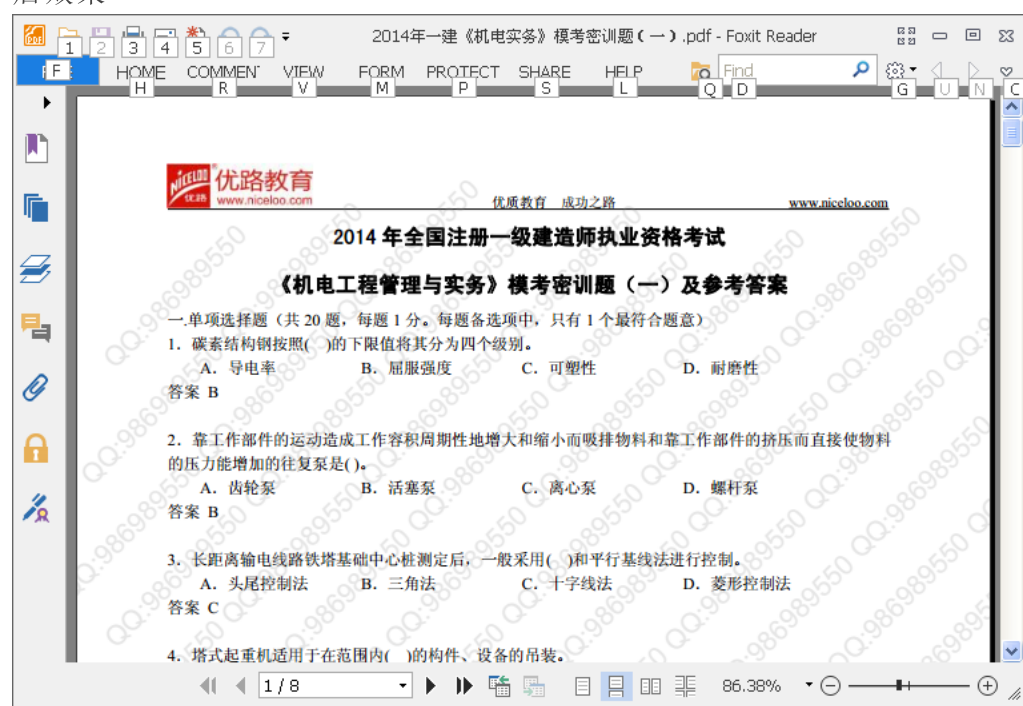 2014年一建《机电实务》模考密训题(一).pdf - Foxit Reader
1 2 3 4 5 6 7
F HOME COMMEN VIEW FORM PROTECT SHARE HELP Find
H R V M P S L Q D G U N C
NICELOO 优路 优路教育
www.niceloo.com
优质教育 成功之路 www.niceloo.com
2014 年全国注册一级建造师执业资格考试
《机电工程管理与实务》模考密训题（一）及参考答案
一.单项选择题（共 20 题，每题 1 分。每题备选项中，只有 1 个最符合题意）
1．碳素结构钢按照( )的下限值将其分为四个级别。
A．导电率 B．屈服强度 C．可塑性 D．耐磨性
答案 B
2．靠工作部件的运动造成工作容积周期性地增大和缩小而吸排物料和靠工作部件的挤压而直接使物料
的压力能增加的往复泵是( )。
A．齿轮泵 B．活塞泵 C．离心泵 D．螺杆泵
答案 B
3．长距离输电线路铁塔基础中心桩测定后，一般采用( )和平行基线法进行控制。
A．头尾控制法 B．三角法 C．十字线法 D．菱形控制法
答案 C
4．塔式起重机适用于在范围内( )的构件、设备的吊装。
QQ:986989550
1 / 8 86.38%